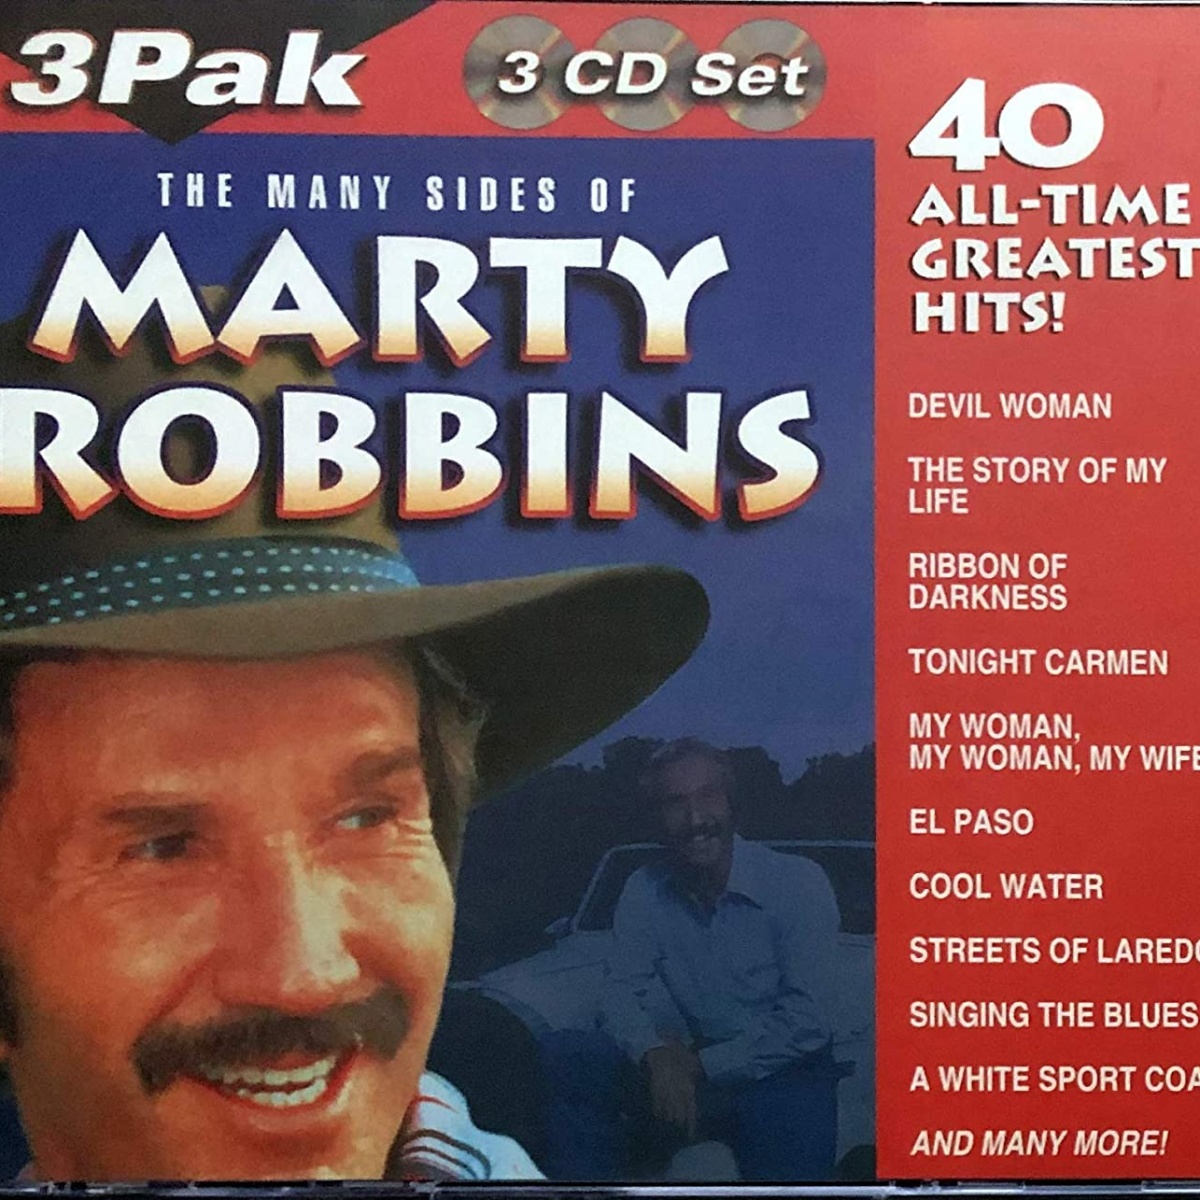 3Pak
3 CD Set
THE MANY SIDES OF
MARTY
ROBBINS
40
ALL-TIME
GREATEST
HITS!
DEVIL WOMAN
THE STORY OF MY
LIFE
RIBBON OF
DARKNESS
TONIGHT CARMEN
MY WOMAN,
MY WOMAN, MY WIFE
EL PASO
COOL WATER
STREETS OF LAREDO
SINGING THE BLUES
A WHITE SPORT COA
AND MANY MORE!